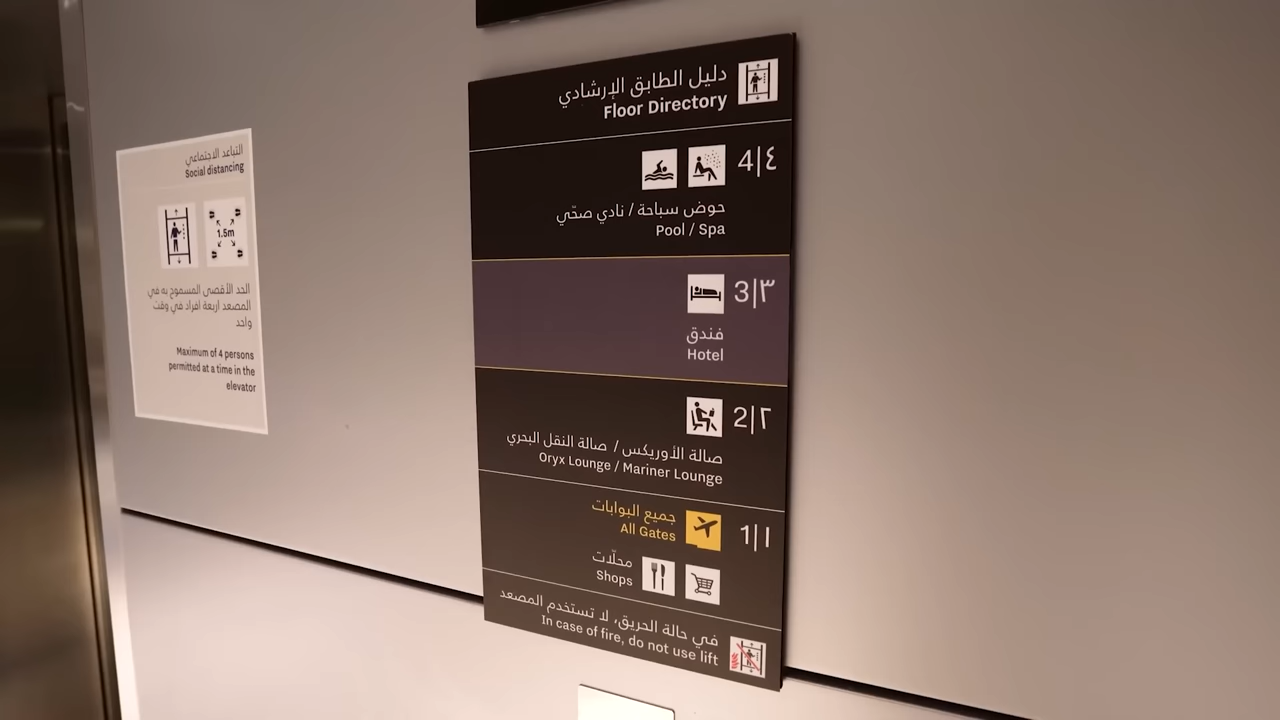 التباعد الاجتماعي
Social distancing
1.5m
الحد الأقصى المسموح به في
المصعد اربعة افراد في وقت
واحد
Maximum of 4 persons
permitted at a time in the
elevator
دليل الطابق الإرشادي
Floor Directory
4|٤
حوض سباحة / نادي صحّي
Pool / Spa
3|٣
فندق
Hotel
2|٢
صالة الأوريكس / صالة النقل البحري
Oryx Lounge / Mariner Lounge
1|١
جميع البوابات
All Gates
محلّات
Shops
في حالة الحريق، لا تستخدم المصعد
In case of fire, do not use lift